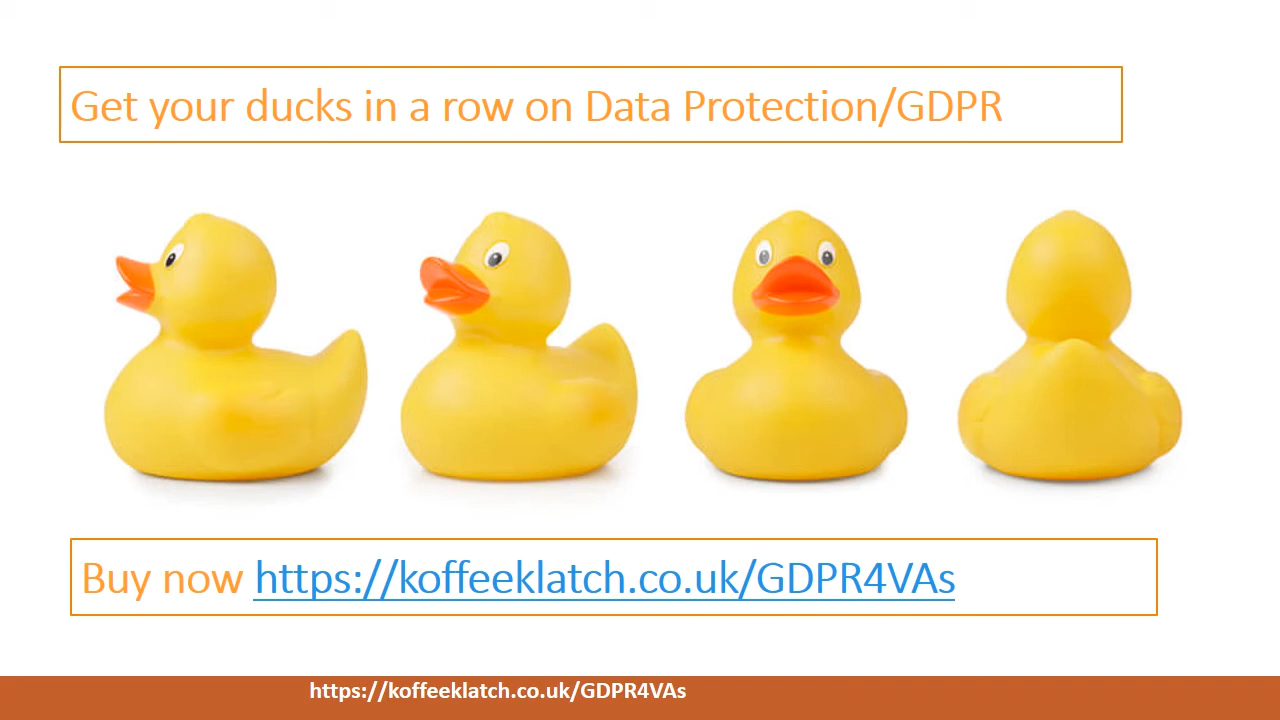 Get your ducks in a row on Data Protection/GDPR
Buy now https://koffeeklatch.co.uk/GDPR4VAs
https://koffeeklatch.co.uk/GDPR4VAs